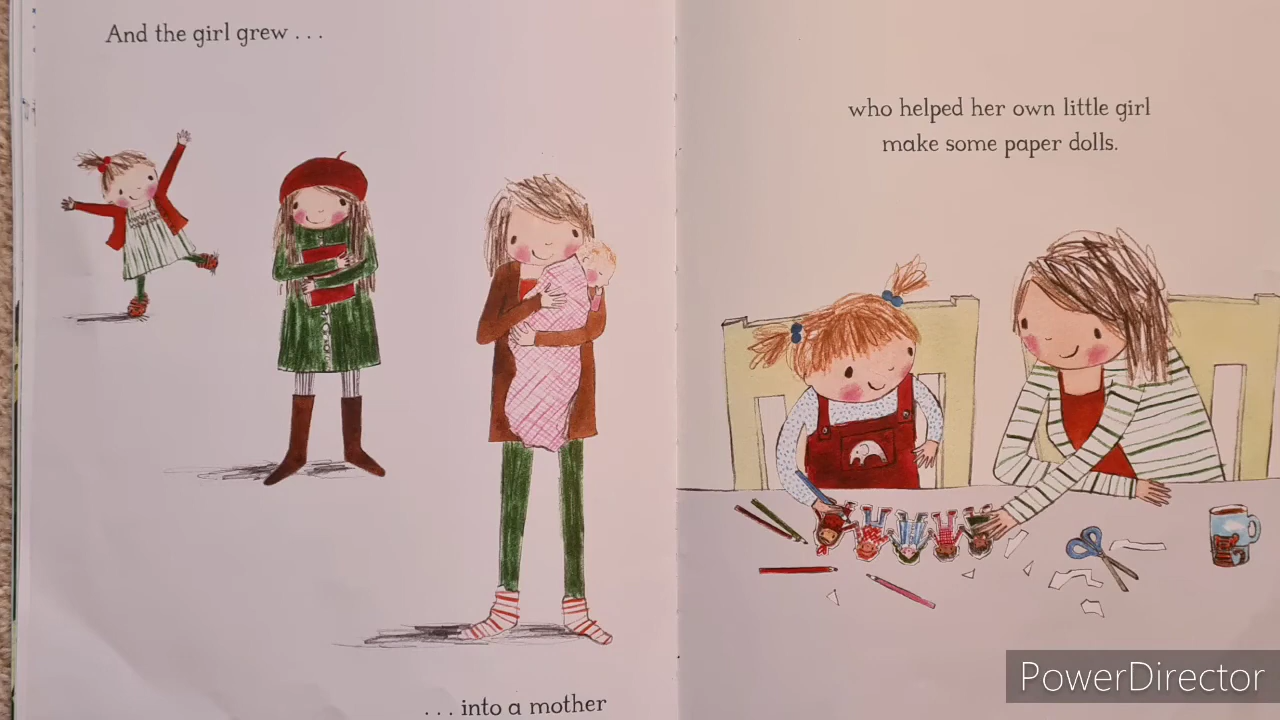 And the girl grew . . .
. . . into a mother
who helped her own little girl
make some paper dolls.
PowerDirector